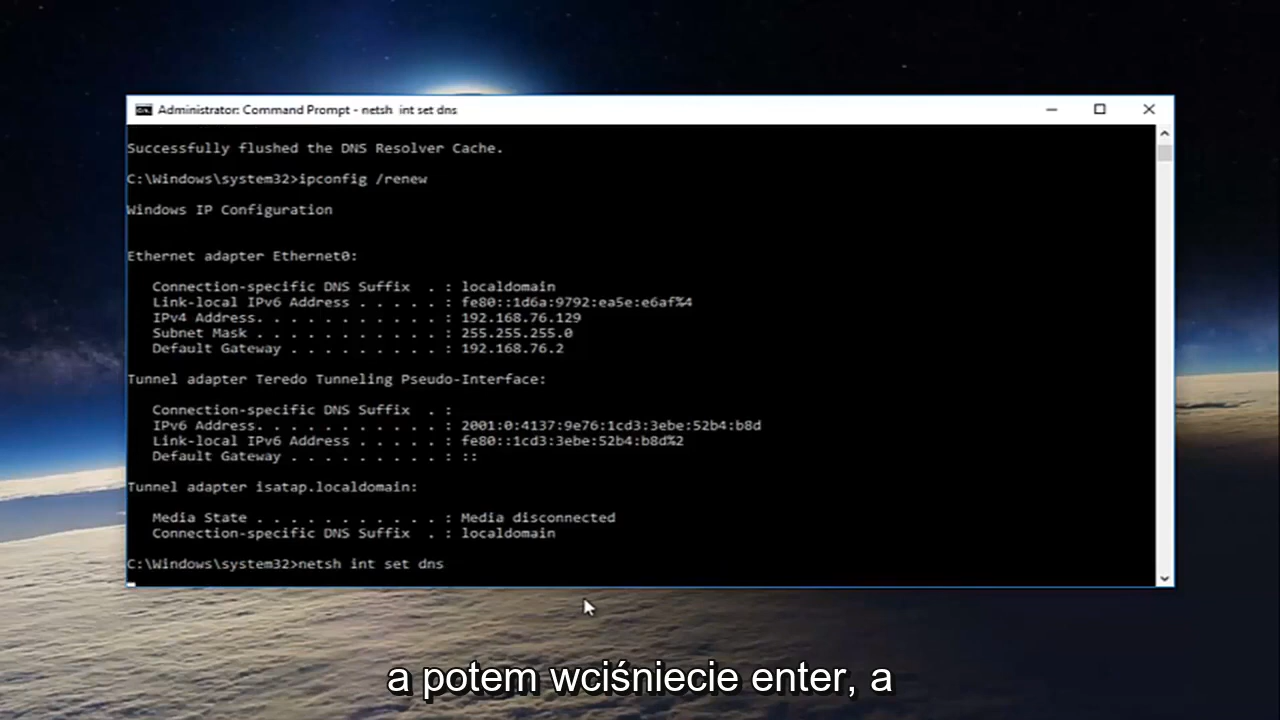 Administrator: Command Prompt - netsh  int set dns
Successfully flushed the DNS Resolver Cache.
C:\Windows\system32>ipconfig /renew
Windows IP Configuration
Ethernet adapter Ethernet0:
Connection-specific DNS Suffix  . : localdomain
Link-local IPv6 Address . . . . . : fe80::1d6a:9792:ea5e:e6af%4
IPv4 Address. . . . . . . . . . . : 192.168.76.129
Subnet Mask . . . . . . . . . . . : 255.255.255.0
Default Gateway . . . . . . . . . : 192.168.76.2
Tunnel adapter Teredo Tunneling Pseudo-Interface:
Connection-specific DNS Suffix  . :
IPv6 Address. . . . . . . . . . . : 2001:0:4137:9e76:1cd3:3ebe:52b4:b8d
Link-local IPv6 Address . . . . . : fe80::1cd3:3ebe:52b4:b8d%2
Default Gateway . . . . . . . . . : ::
Tunnel adapter isatap.localdomain:
Media State . . . . . . . . . . . : Media disconnected
Connection-specific DNS Suffix  . : localdomain
C:\Windows\system32>netsh int set dns
a potem wciśniecie enter, a